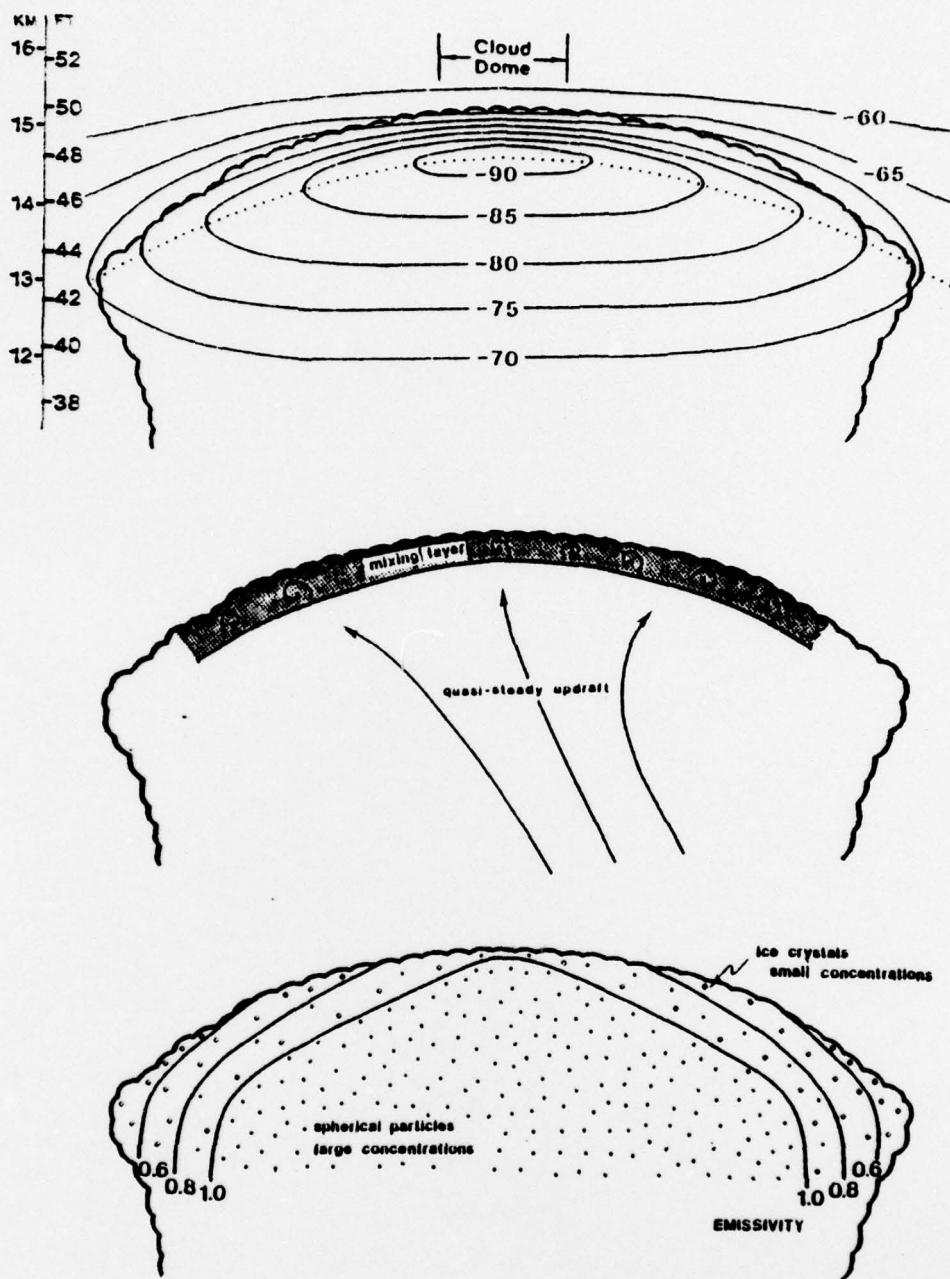 KM FT
16
52
Cloud
Dome
50
15
-60
48
-65
-90
14
46
-85
44
-80
13
42
-75
12
40
-70
38
mixing layer
quasi-steady updraft
ice crystals
small concentrations
spherical particles
large concentrations
0.6
0.8
1.0
1.0
0.8
0.6
EMISSIVITY